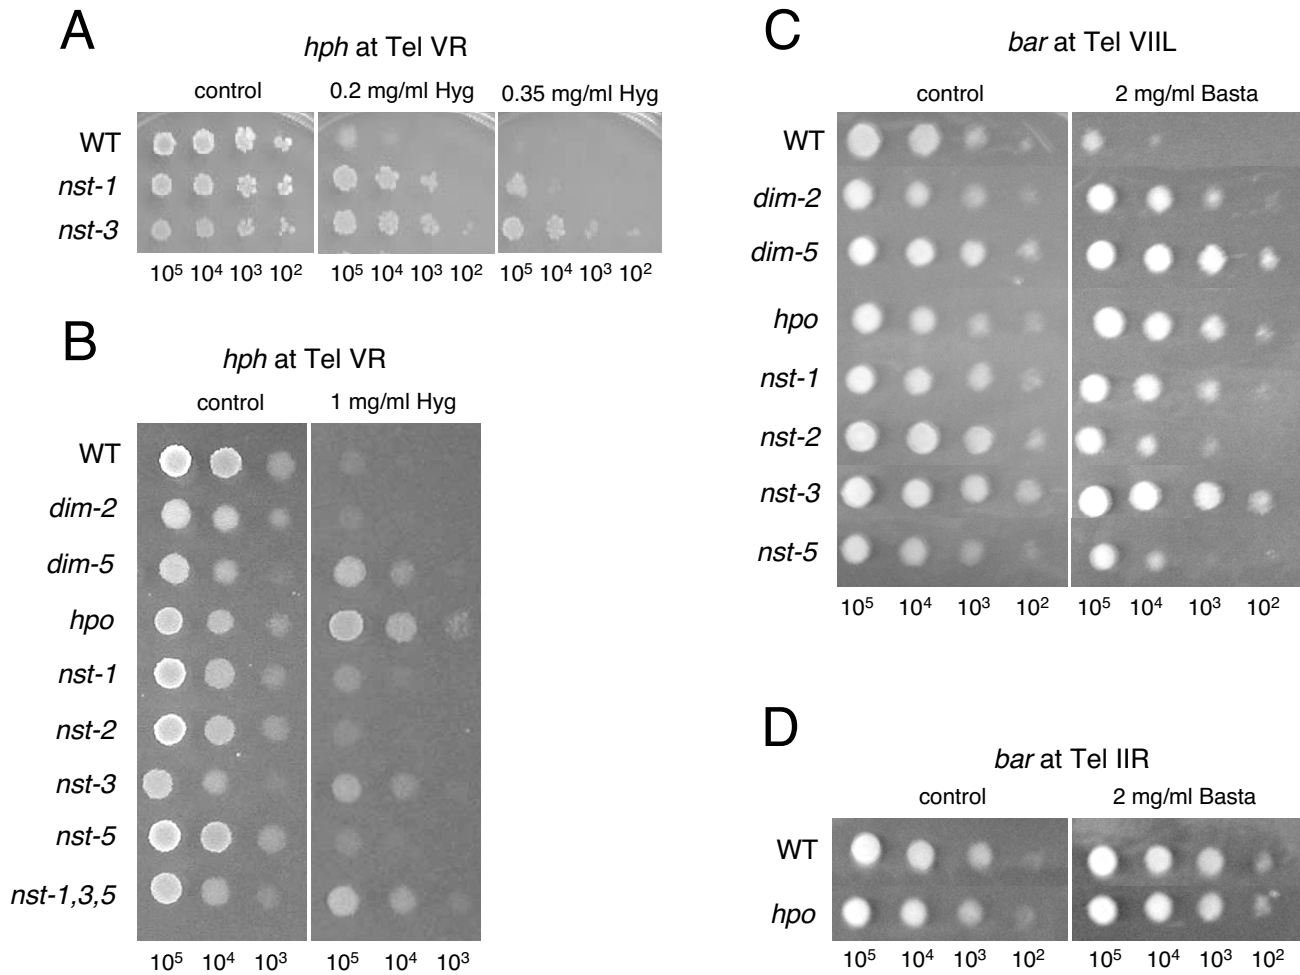 A
hph at Tel VR
control 0.2 mg/ml Hyg 0.35 mg/ml Hyg
WT
nst-1
nst-3
10⁵ 10⁴ 10³ 10² 10⁵ 10⁴ 10³ 10² 10⁵ 10⁴ 10³ 10²
B
hph at Tel VR
control 1 mg/ml Hyg
WT
dim-2
dim-5
hpo
nst-1
nst-2
nst-3
nst-5
nst-1,3,5
10⁵ 10⁴ 10³ 10⁵ 10⁴ 10³
C
bar at Tel VIIL
control 2 mg/ml Basta
WT
dim-2
dim-5
hpo
nst-1
nst-2
nst-3
nst-5
10⁵ 10⁴ 10³ 10² 10⁵ 10⁴ 10³ 10²
D
bar at Tel IIR
control 2 mg/ml Basta
WT
hpo
10⁵ 10⁴ 10³ 10² 10⁵ 10⁴ 10³ 10²